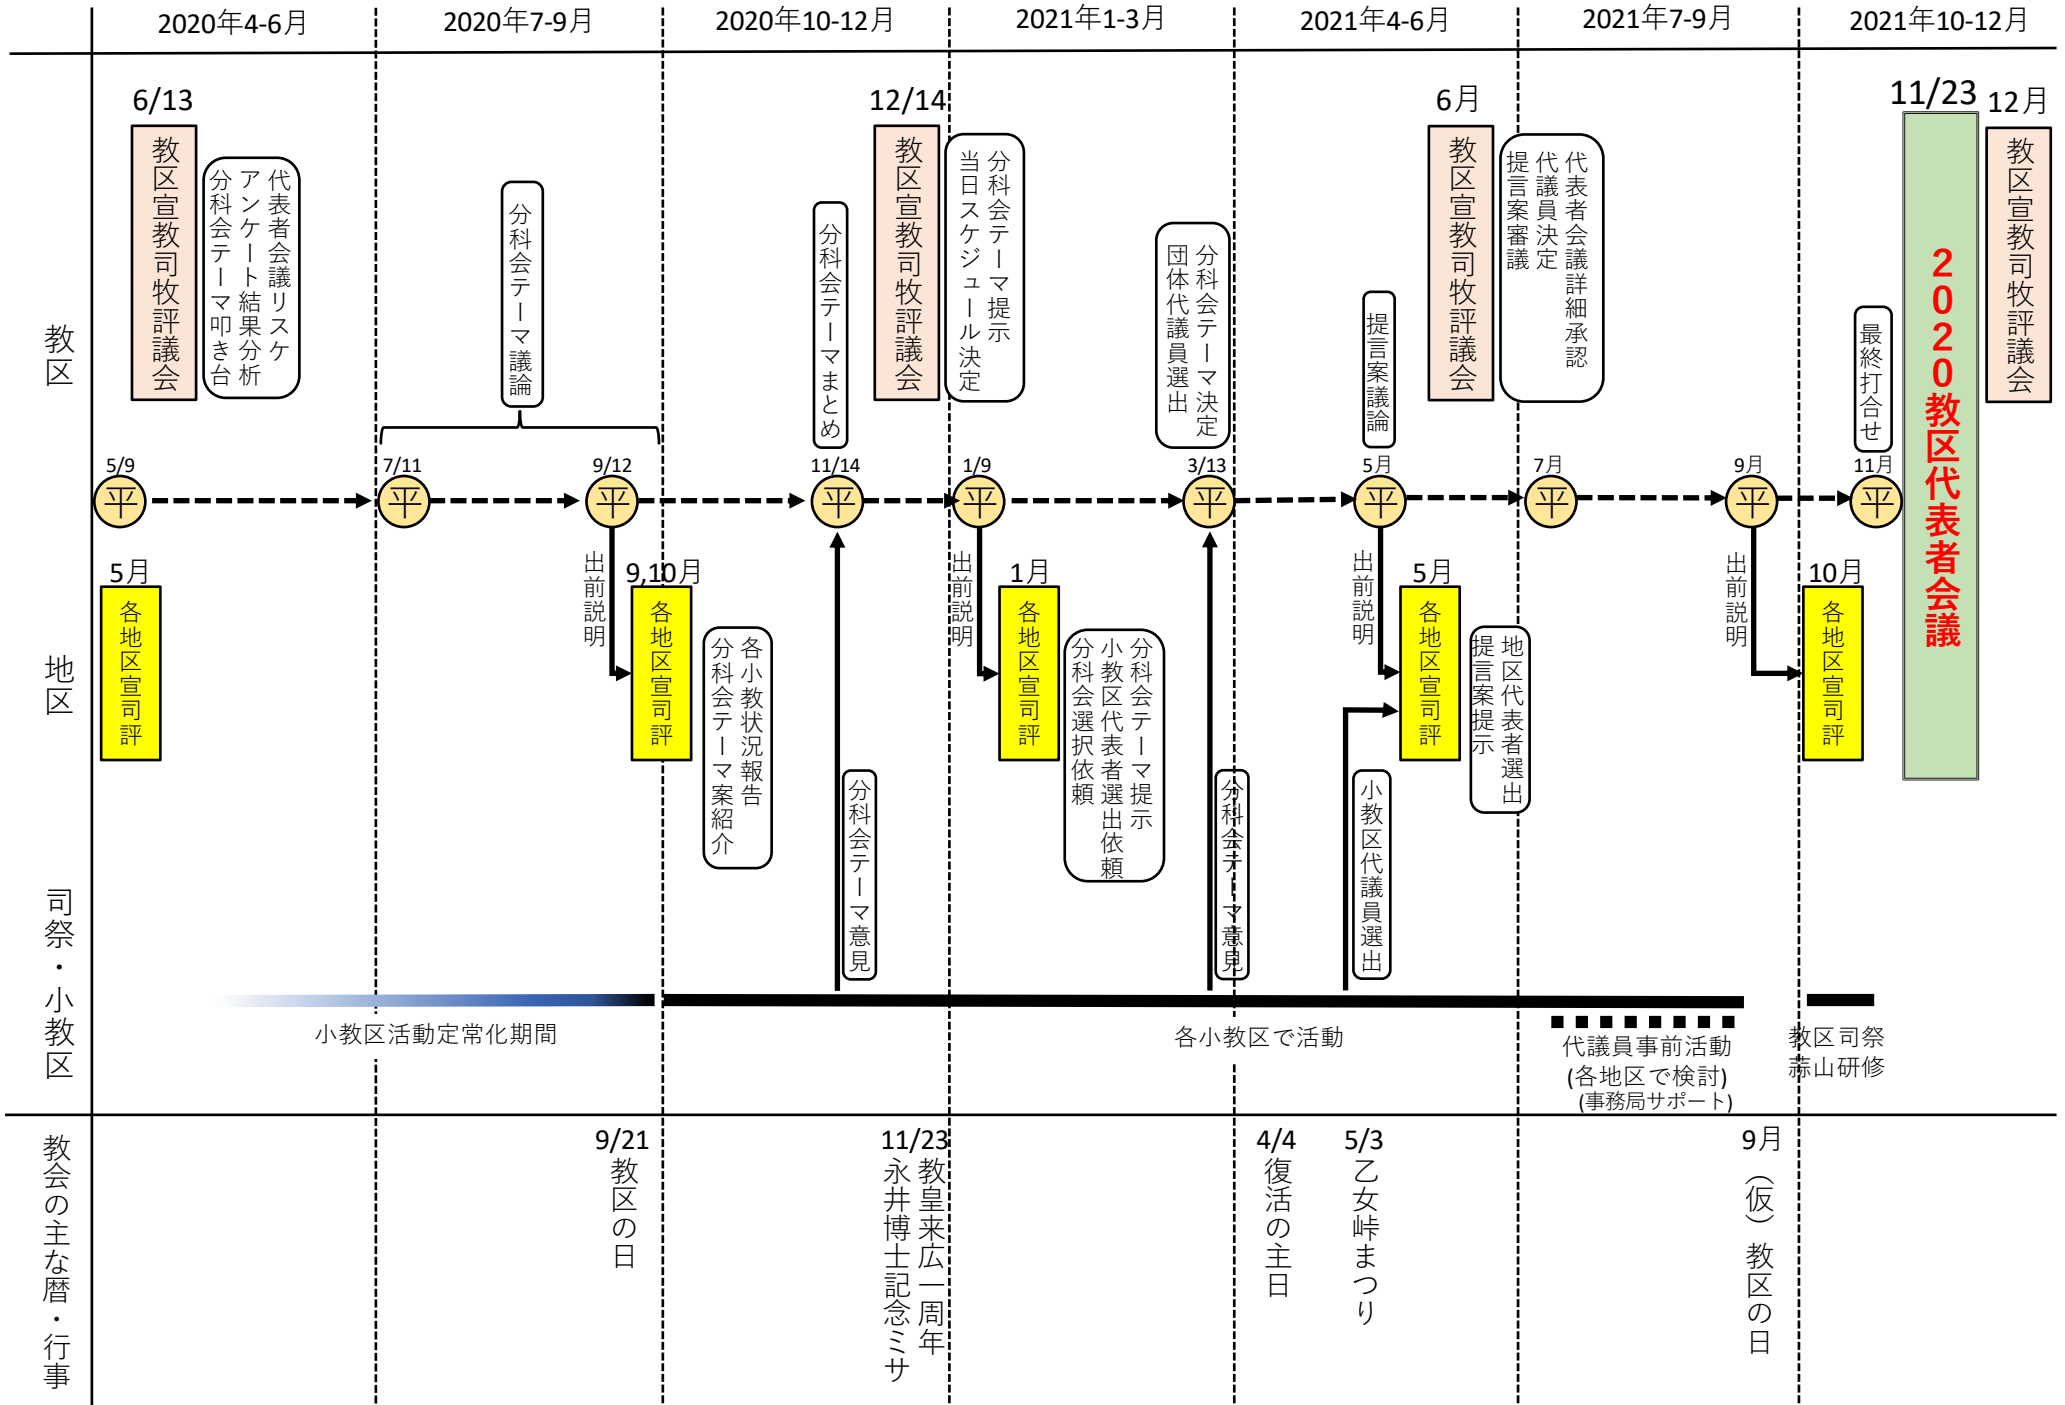 2020年4-6月
2020年7-9月
2020年10-12月
2021年1-3月
2021年4-6月
2021年7-9月
2021年10-12月
教区
6/13
教区宣教司牧評議会
代表者会議リスケ
アンケート結果分析
分科会テーマ叩き台
分科会テーマ議論
分科会テーマまとめ
12/14
教区宣教司牧評議会
分科会テーマ提示
当日スケジュール決定
分科会テーマ決定
団体代議員選出
提言案議論
6月
教区宣教司牧評議会
代表者会議詳細承認
代議員決定
提言案審議
最終打合せ
11/23
2020教区代表者会議
12月
教区宣教司牧評議会
5/9
平
7/11
平
9/12
平
11/14
平
1/9
平
3/13
平
5月
平
7月
平
9月
平
11月
平
地区
5月
各地区宣司評
出前説明
9,10月
各地区宣司評
各小教状況報告
分科会テーマ案紹介
出前説明
1月
各地区宣司評
分科会テーマ提示
小教区代表者選出依頼
分科会選択依頼
出前説明
5月
各地区宣司評
地区代表者選出
提言案提示
出前説明
10月
各地区宣司評
司祭・小教区
分科会テーマ意見
分科会テーマ意見
小教区代議員選出
小教区活動定常化期間
各小教区で活動
代議員事前活動
(各地区で検討)
(事務局サポート)
教区司祭
蒜山研修
教会の主な暦・行事
9/21
教区の日
11/23
教皇来広一周年
永井博士記念ミサ
4/4
復活の主日
5/3
乙女峠まつり
9月
（仮）教区の日